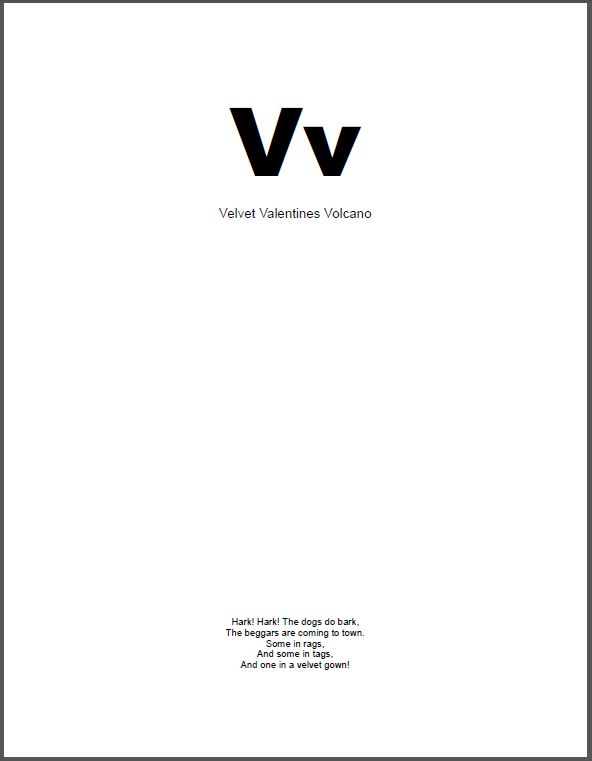 Vv
Velvet Valentines Volcano
Hark! Hark! The dogs do bark,
The beggars are coming to town.
Some in rags,
And some in tags,
And one in a velvet gown!